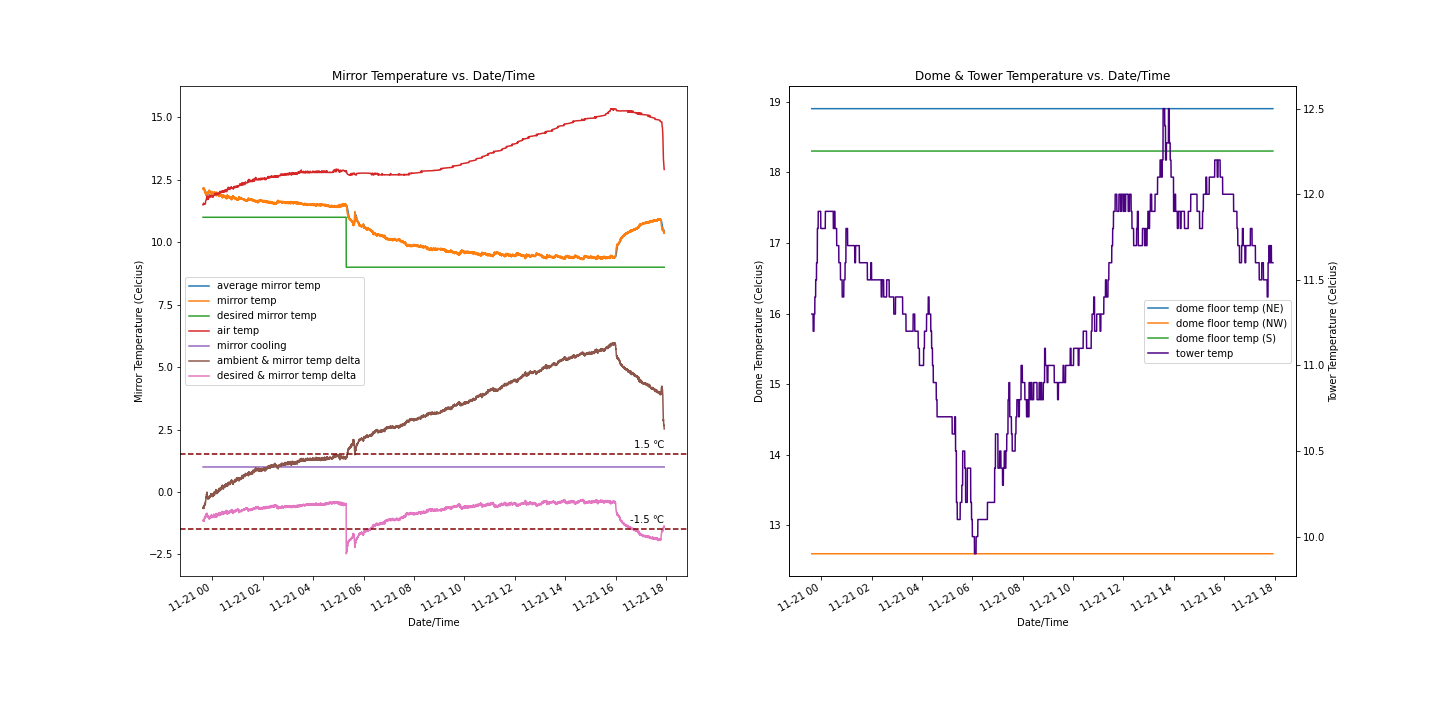 Mirror Temperature vs. Date/Time
Mirror Temperature (Celcius)
15.0
12.5
10.0
7.5
5.0
2.5
0.0
−2.5
average mirror temp
mirror temp
desired mirror temp
air temp
mirror cooling
ambient & mirror temp delta
desired & mirror temp delta
1.5 °C
-1.5 °C
11-21 00
11-21 02
11-21 04
11-21 06
11-21 08
11-21 10
11-21 12
11-21 14
11-21 16
11-21 18
Date/Time
Dome & Tower Temperature vs. Date/Time
Dome Temperature (Celcius)
19
18
17
16
15
14
13
dome floor temp (NE)
dome floor temp (NW)
dome floor temp (S)
tower temp
12.5
12.0
11.5
11.0
10.5
10.0
Tower Temperature (Celcius)
11-21 00
11-21 02
11-21 04
11-21 06
11-21 08
11-21 10
11-21 12
11-21 14
11-21 16
11-21 18
Date/Time